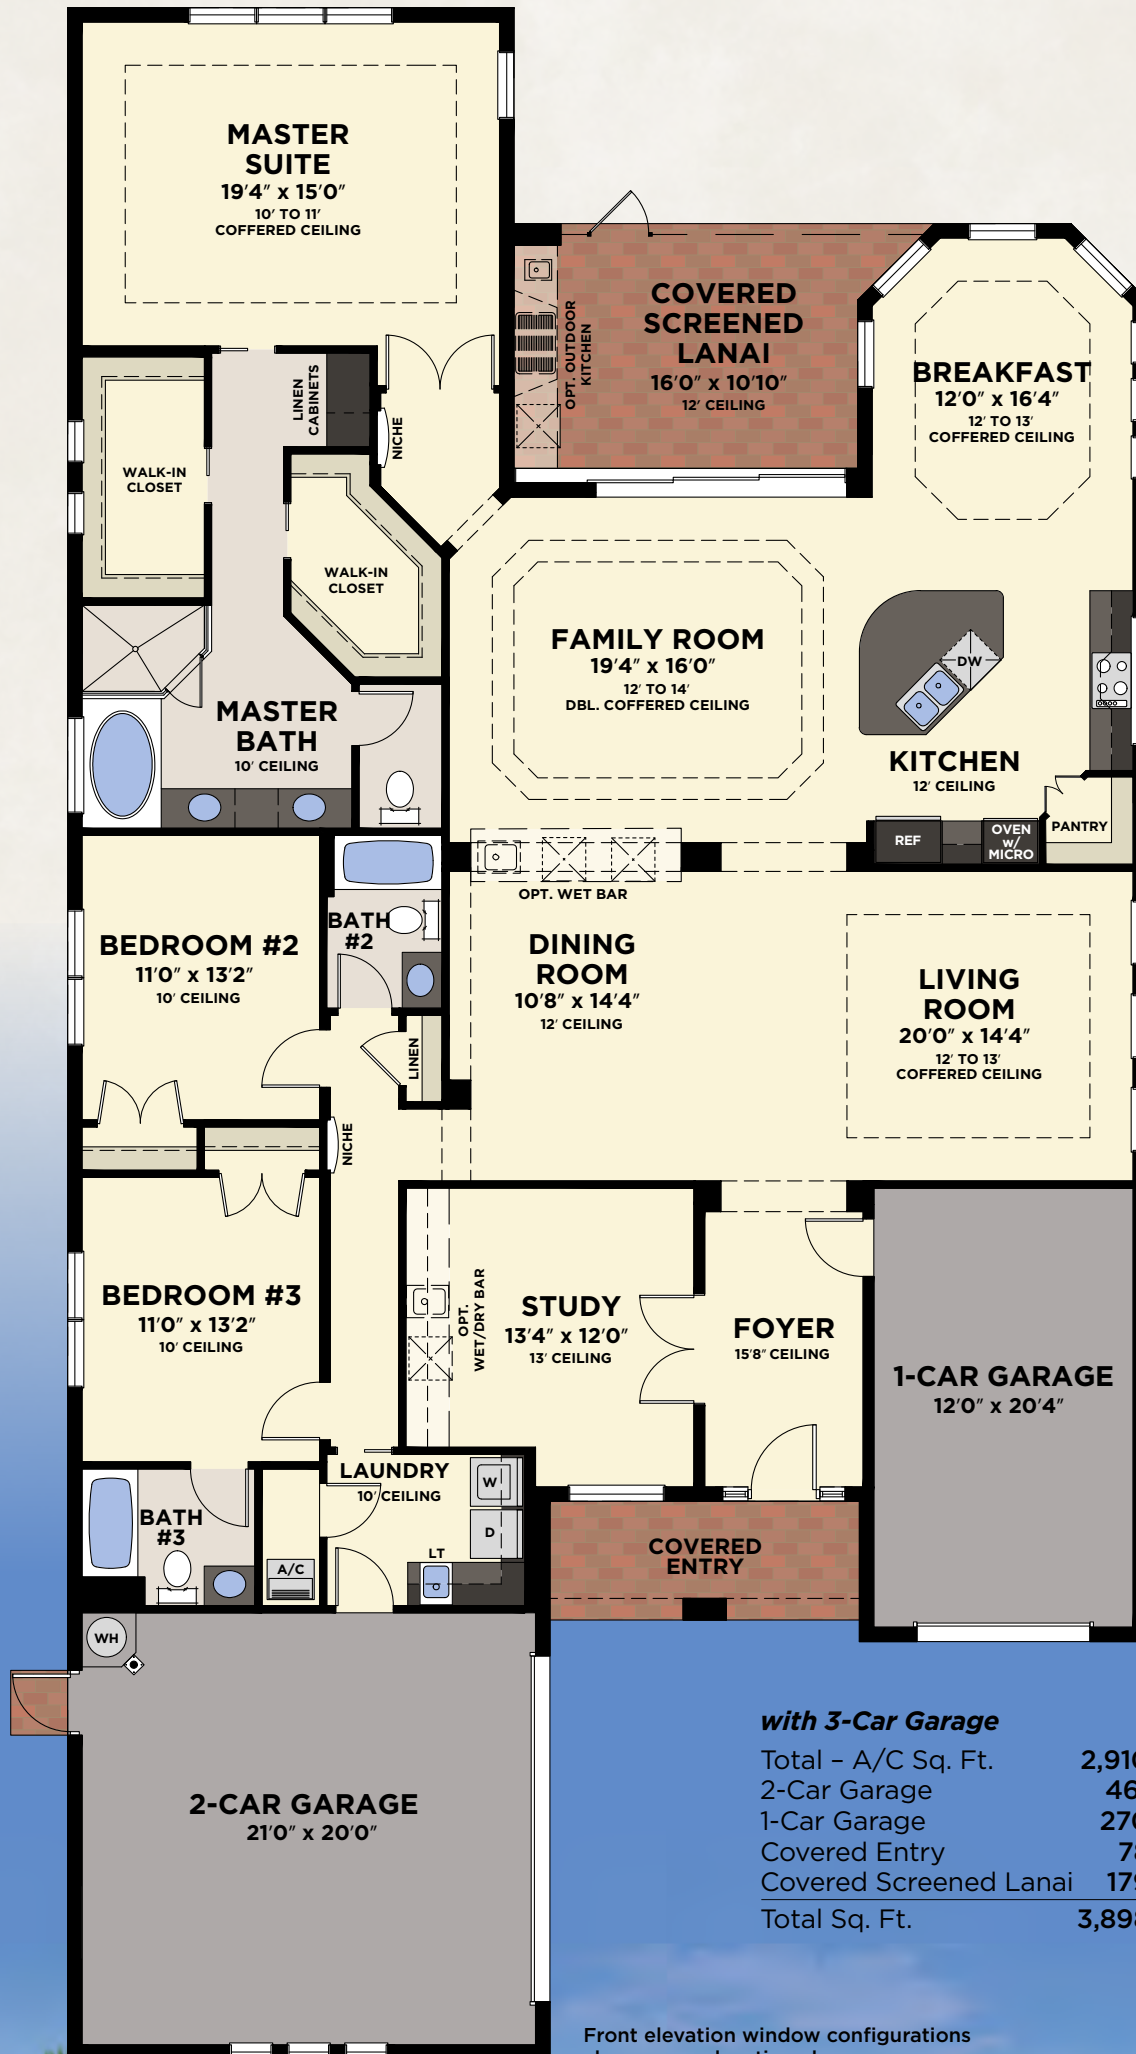 MASTER
SUITE
19'4" x 15'0"
10' TO 11'
COFFERED CEILING
COVERED
SCREENED
LANAI
16'0" x 10'10"
12' CEILING
OPT. OUTDOOR
KITCHEN
BREAKFAST
12'0" x 16'4"
12' TO 13'
COFFERED CEILING
LINEN
CABINETS
NICHE
WALK-IN
CLOSET
WALK-IN
CLOSET
FAMILY ROOM
19'4" x 16'0"
12' TO 14'
DBL. COFFERED CEILING
DW
MASTER
BATH
10' CEILING
KITCHEN
12' CEILING
PANTRY
REF
OVEN
w/
MICRO
OPT. WET BAR
BATH
#2
BEDROOM #2
11'0" x 13'2"
10' CEILING
DINING
ROOM
10'8" x 14'4"
12' CEILING
LIVING
ROOM
20'0" x 14'4"
12' TO 13'
COFFERED CEILING
LINEN
NICHE
BEDROOM #3
11'0" x 13'2"
10' CEILING
OPT.
WET/DRY BAR
STUDY
13'4" x 12'0"
13' CEILING
FOYER
15'8" CEILING
1-CAR GARAGE
12'0" x 20'4"
LAUNDRY
10' CEILING
W
D
LT
BATH
#3
A/C
COVERED
ENTRY
WH
2-CAR GARAGE
21'0" x 20'0"
with 3-Car Garage
Total – A/C Sq. Ft.
2-Car Garage
1-Car Garage
Covered Entry
Covered Screened Lanai
Total Sq. Ft.
Front elevation window configurations